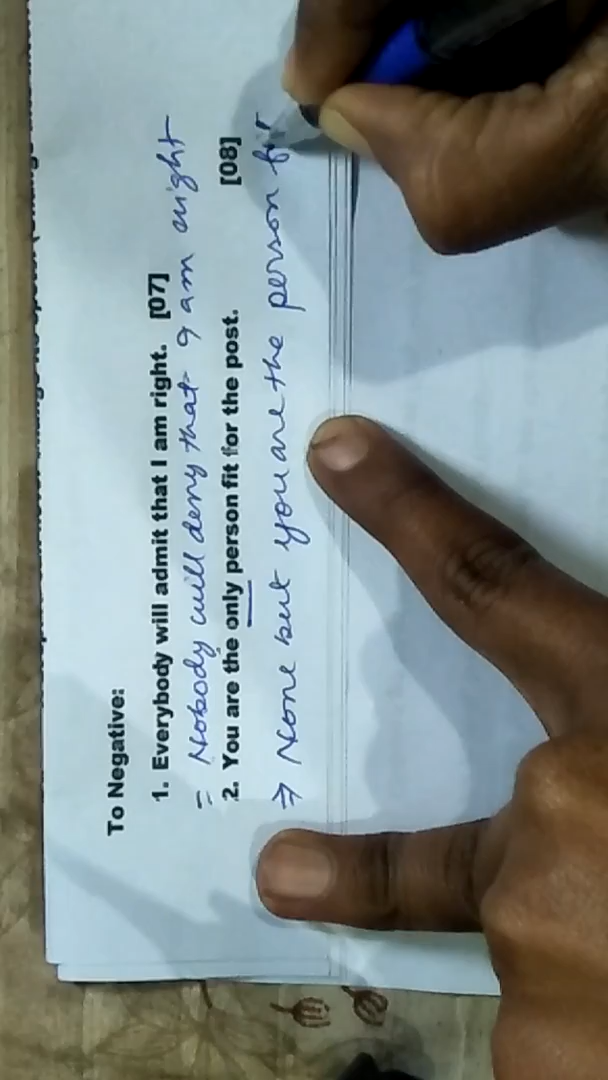 To Negative:
1. Everybody will admit that I am right. [07]
= Nobody will deny that I am right
2. You are the only person fit for the post. [08]
⇒ None but you are the person